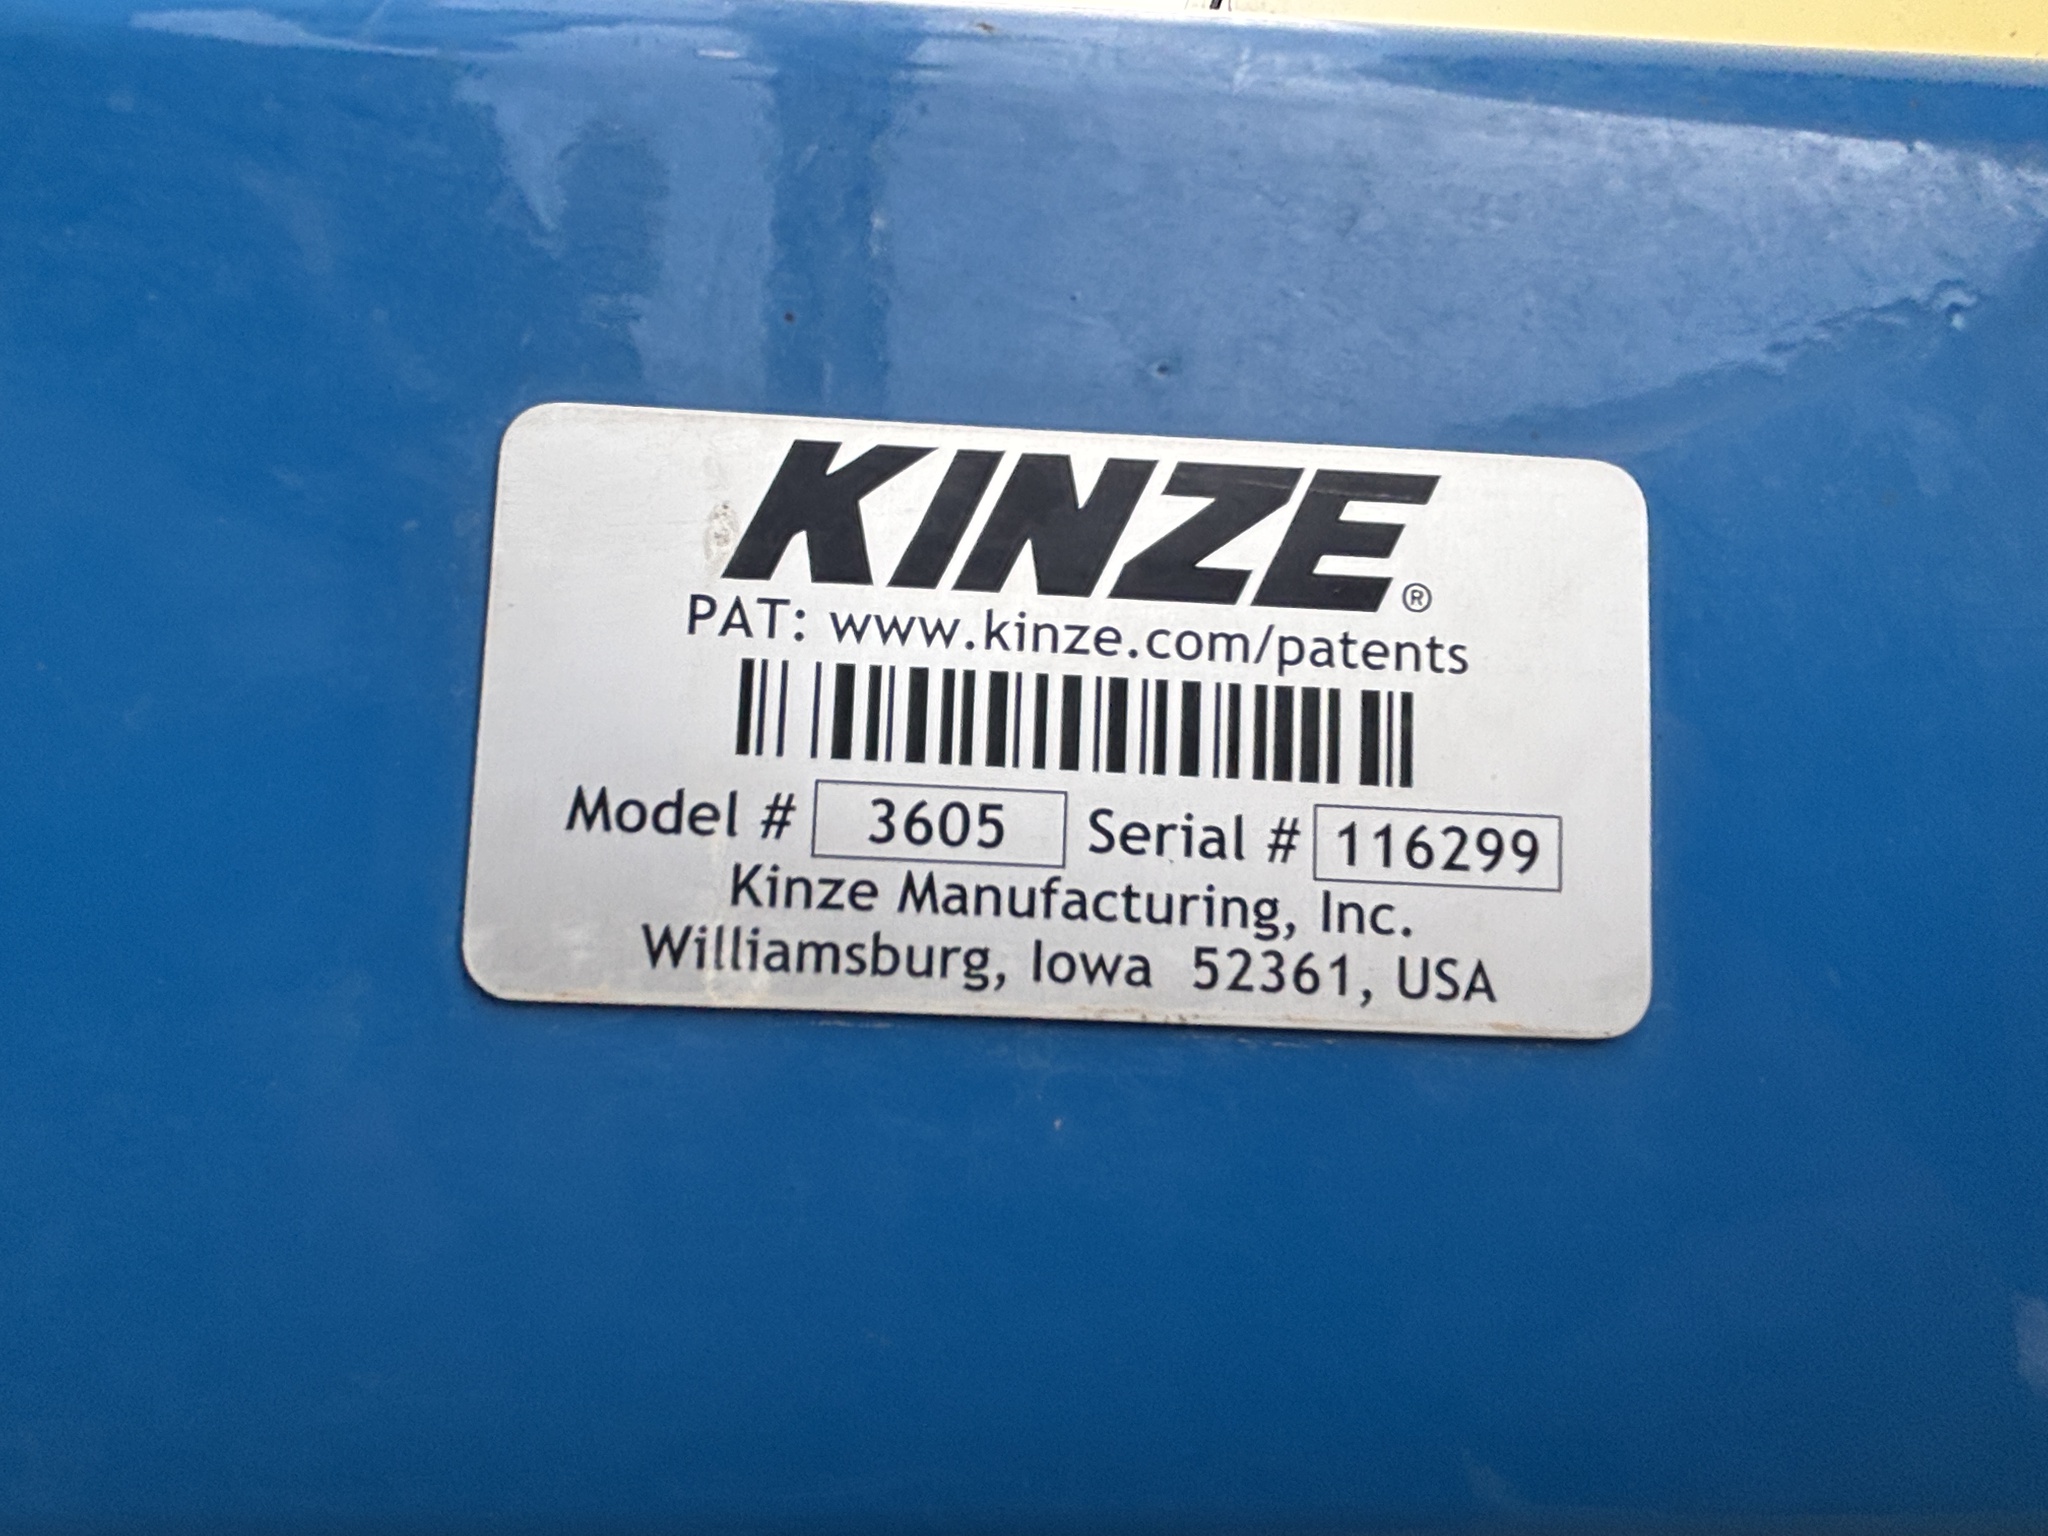 KINZE®
PAT: www.kinze.com/patents
Model # 3605 Serial # 116299
Kinze Manufacturing, Inc.
Williamsburg, Iowa 52361, USA